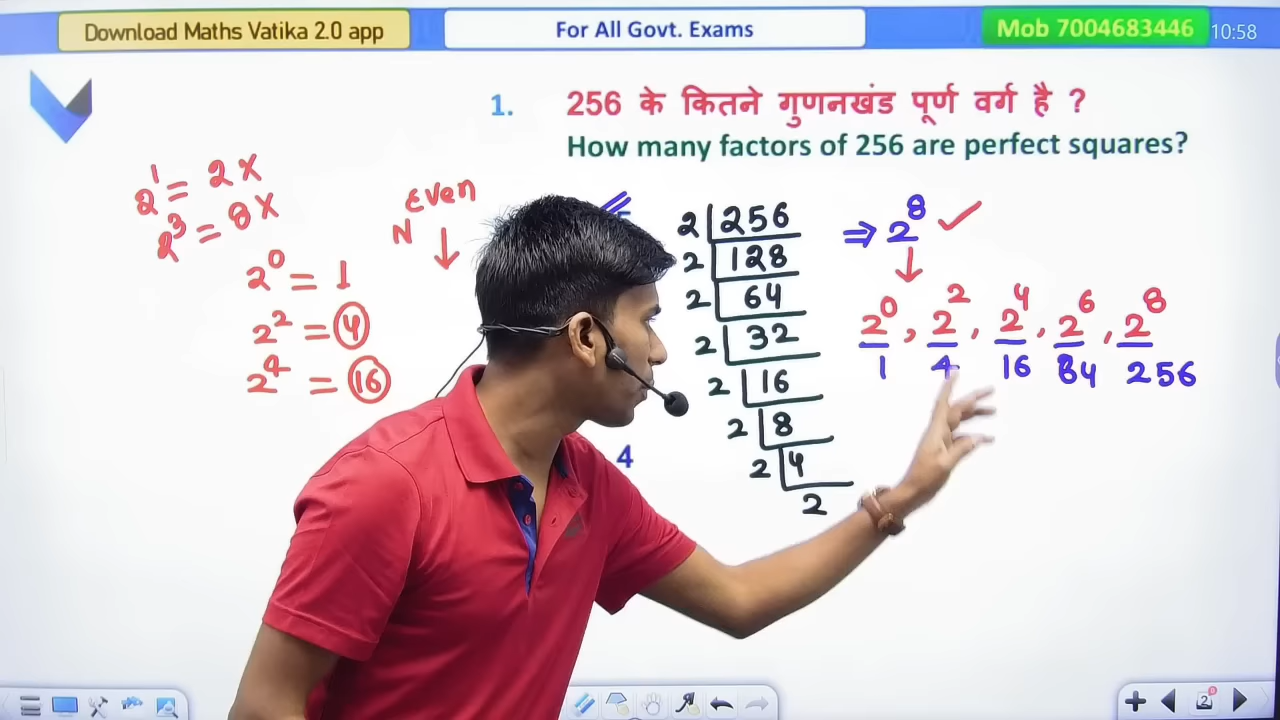 Download Maths Vatika 2.0 app
For All Govt. Exams
Mob 7004683446
10:58
1. 256 के कितने गुणनखंड पूर्ण वर्ग है ?
How many factors of 256 are perfect squares?
2¹ = 2 X
2³ = 8 X
2⁰ = 1
2² = 4
2⁴ = 16
Even
N
5
4
2 256
2 128
2 64
2 32
2 16
2 8
2 4
2
⇒ 2⁸ ✓
2⁰, 2², 2⁴, 2⁶, 2⁸
1 4 16 84 256
2